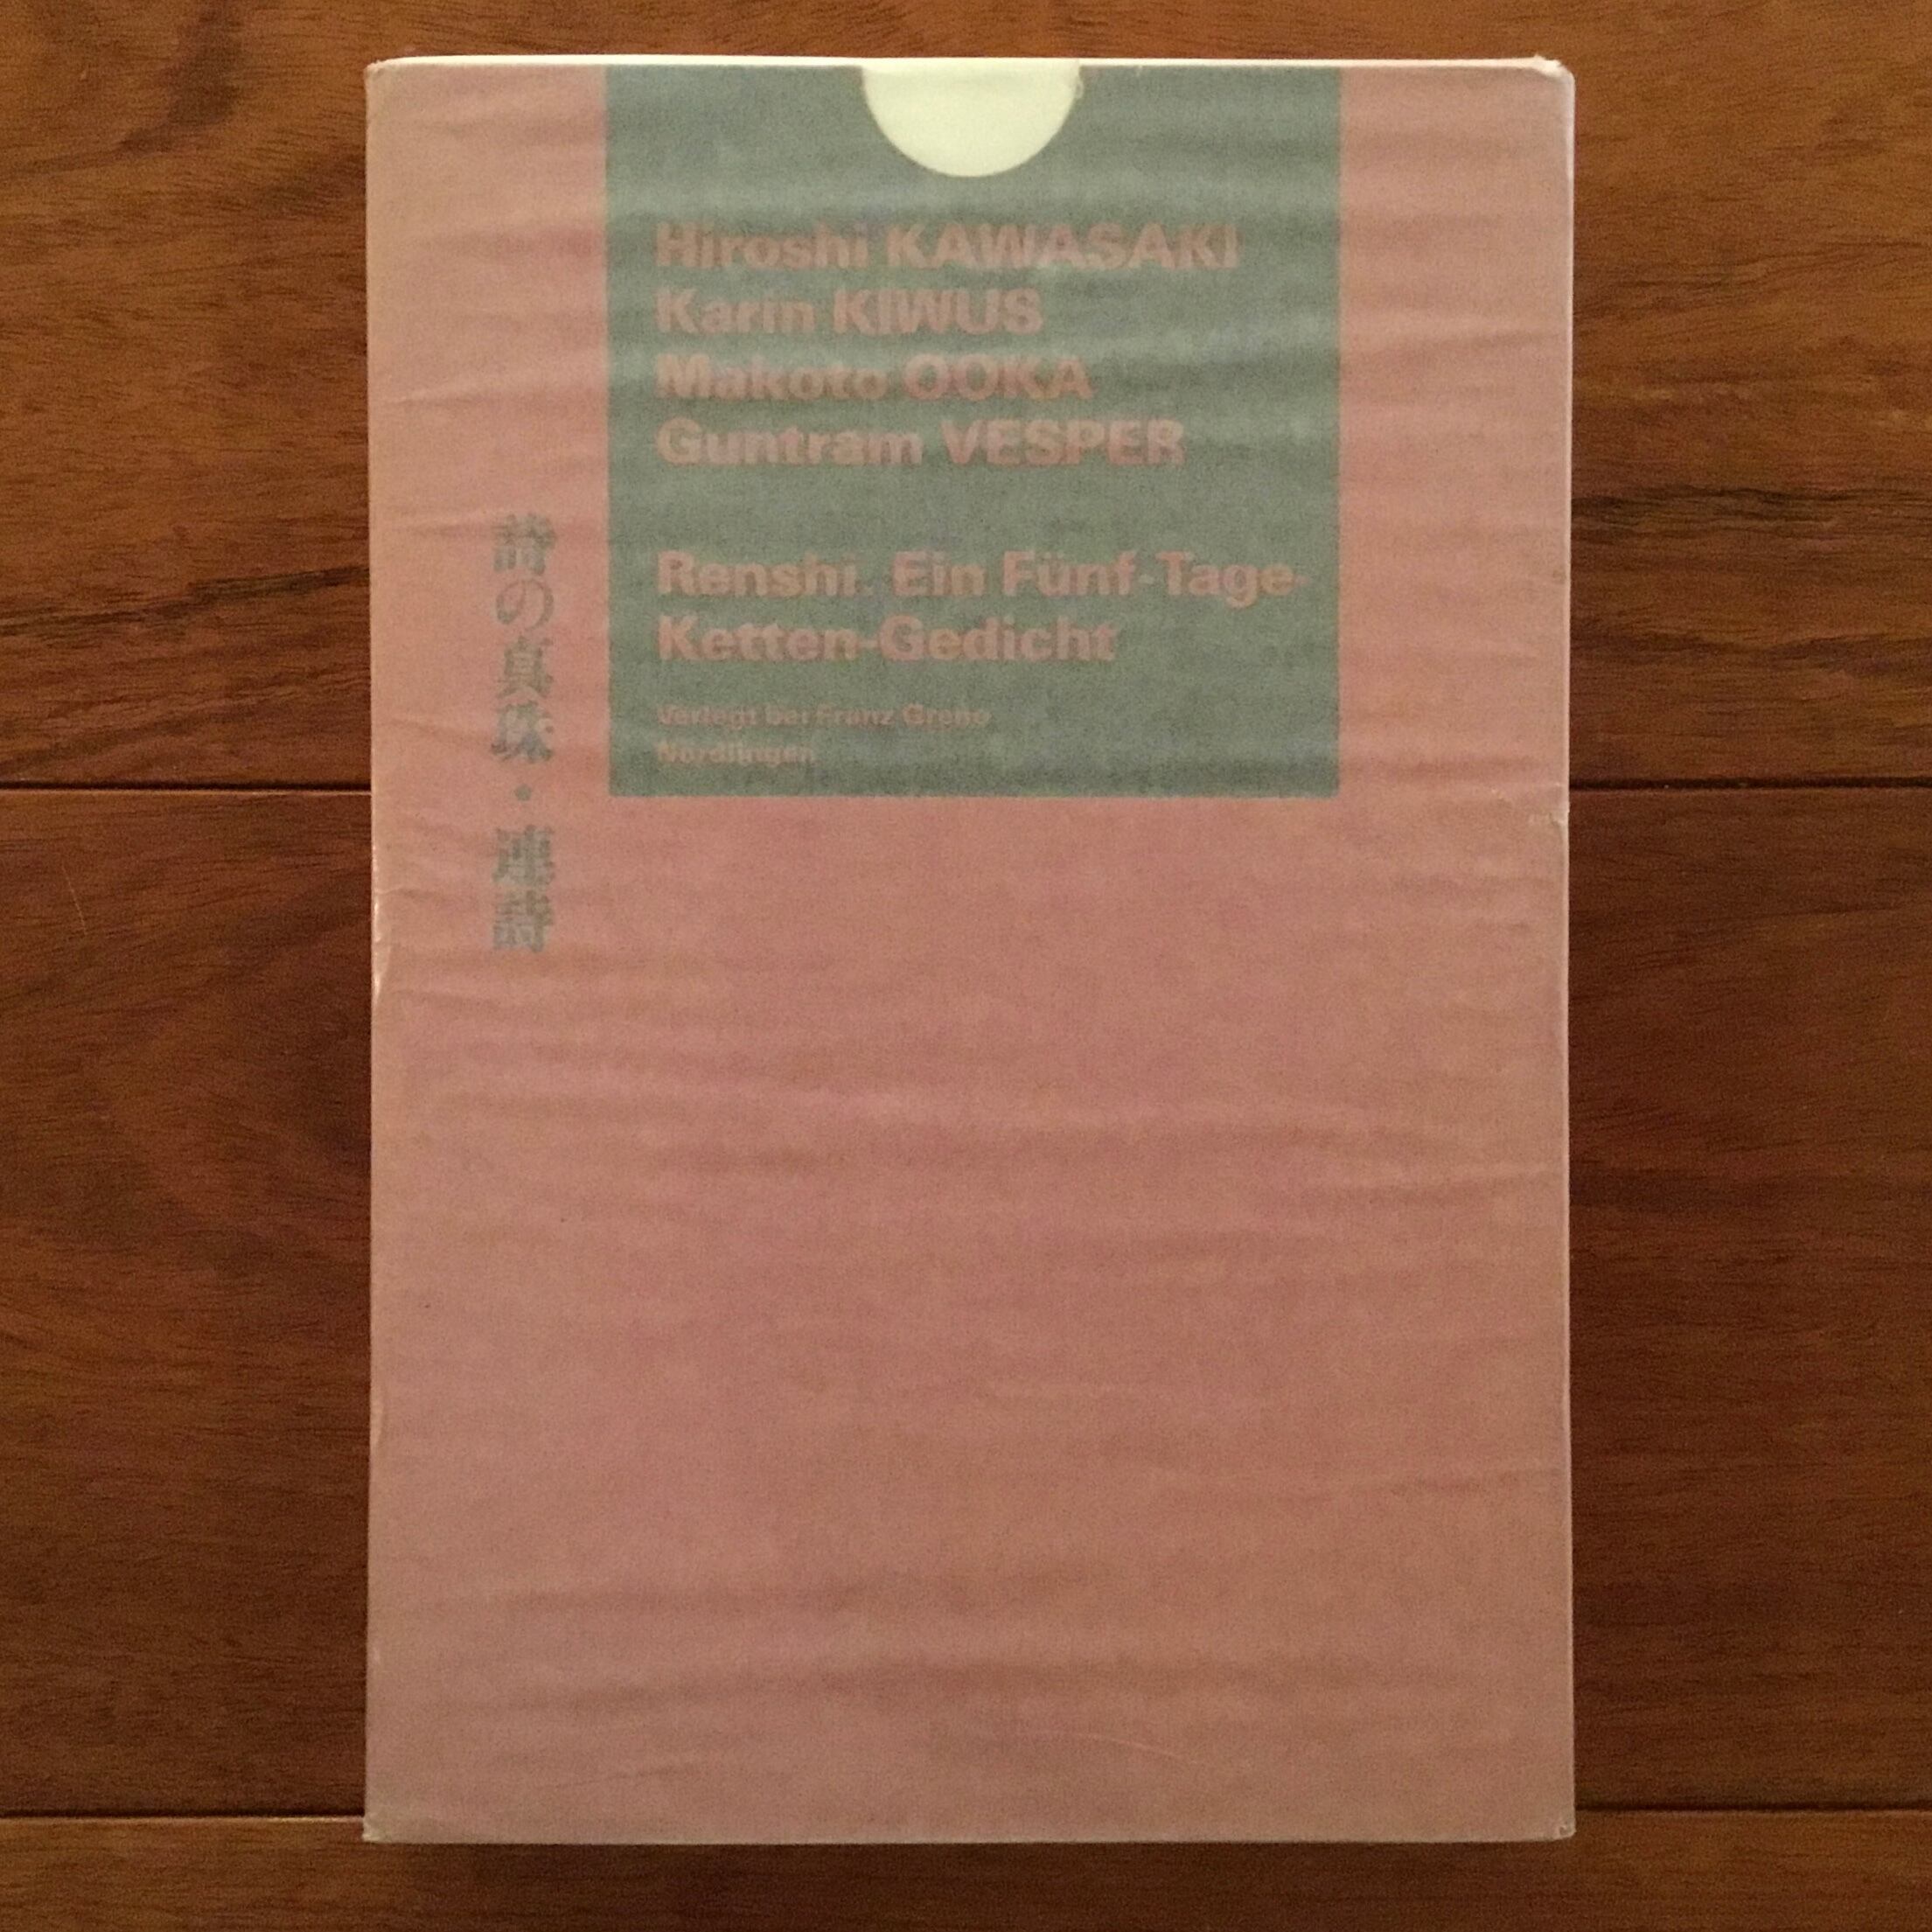 Hiroshi KAWASAKI
Karin KIWUS
Makoto OOKA
Guntram VESPER
Renshi. Ein Fünf-Tage-
Ketten-Gedicht
Verlegt bei Franz Greno
Nördlingen
詩の真珠・連詩